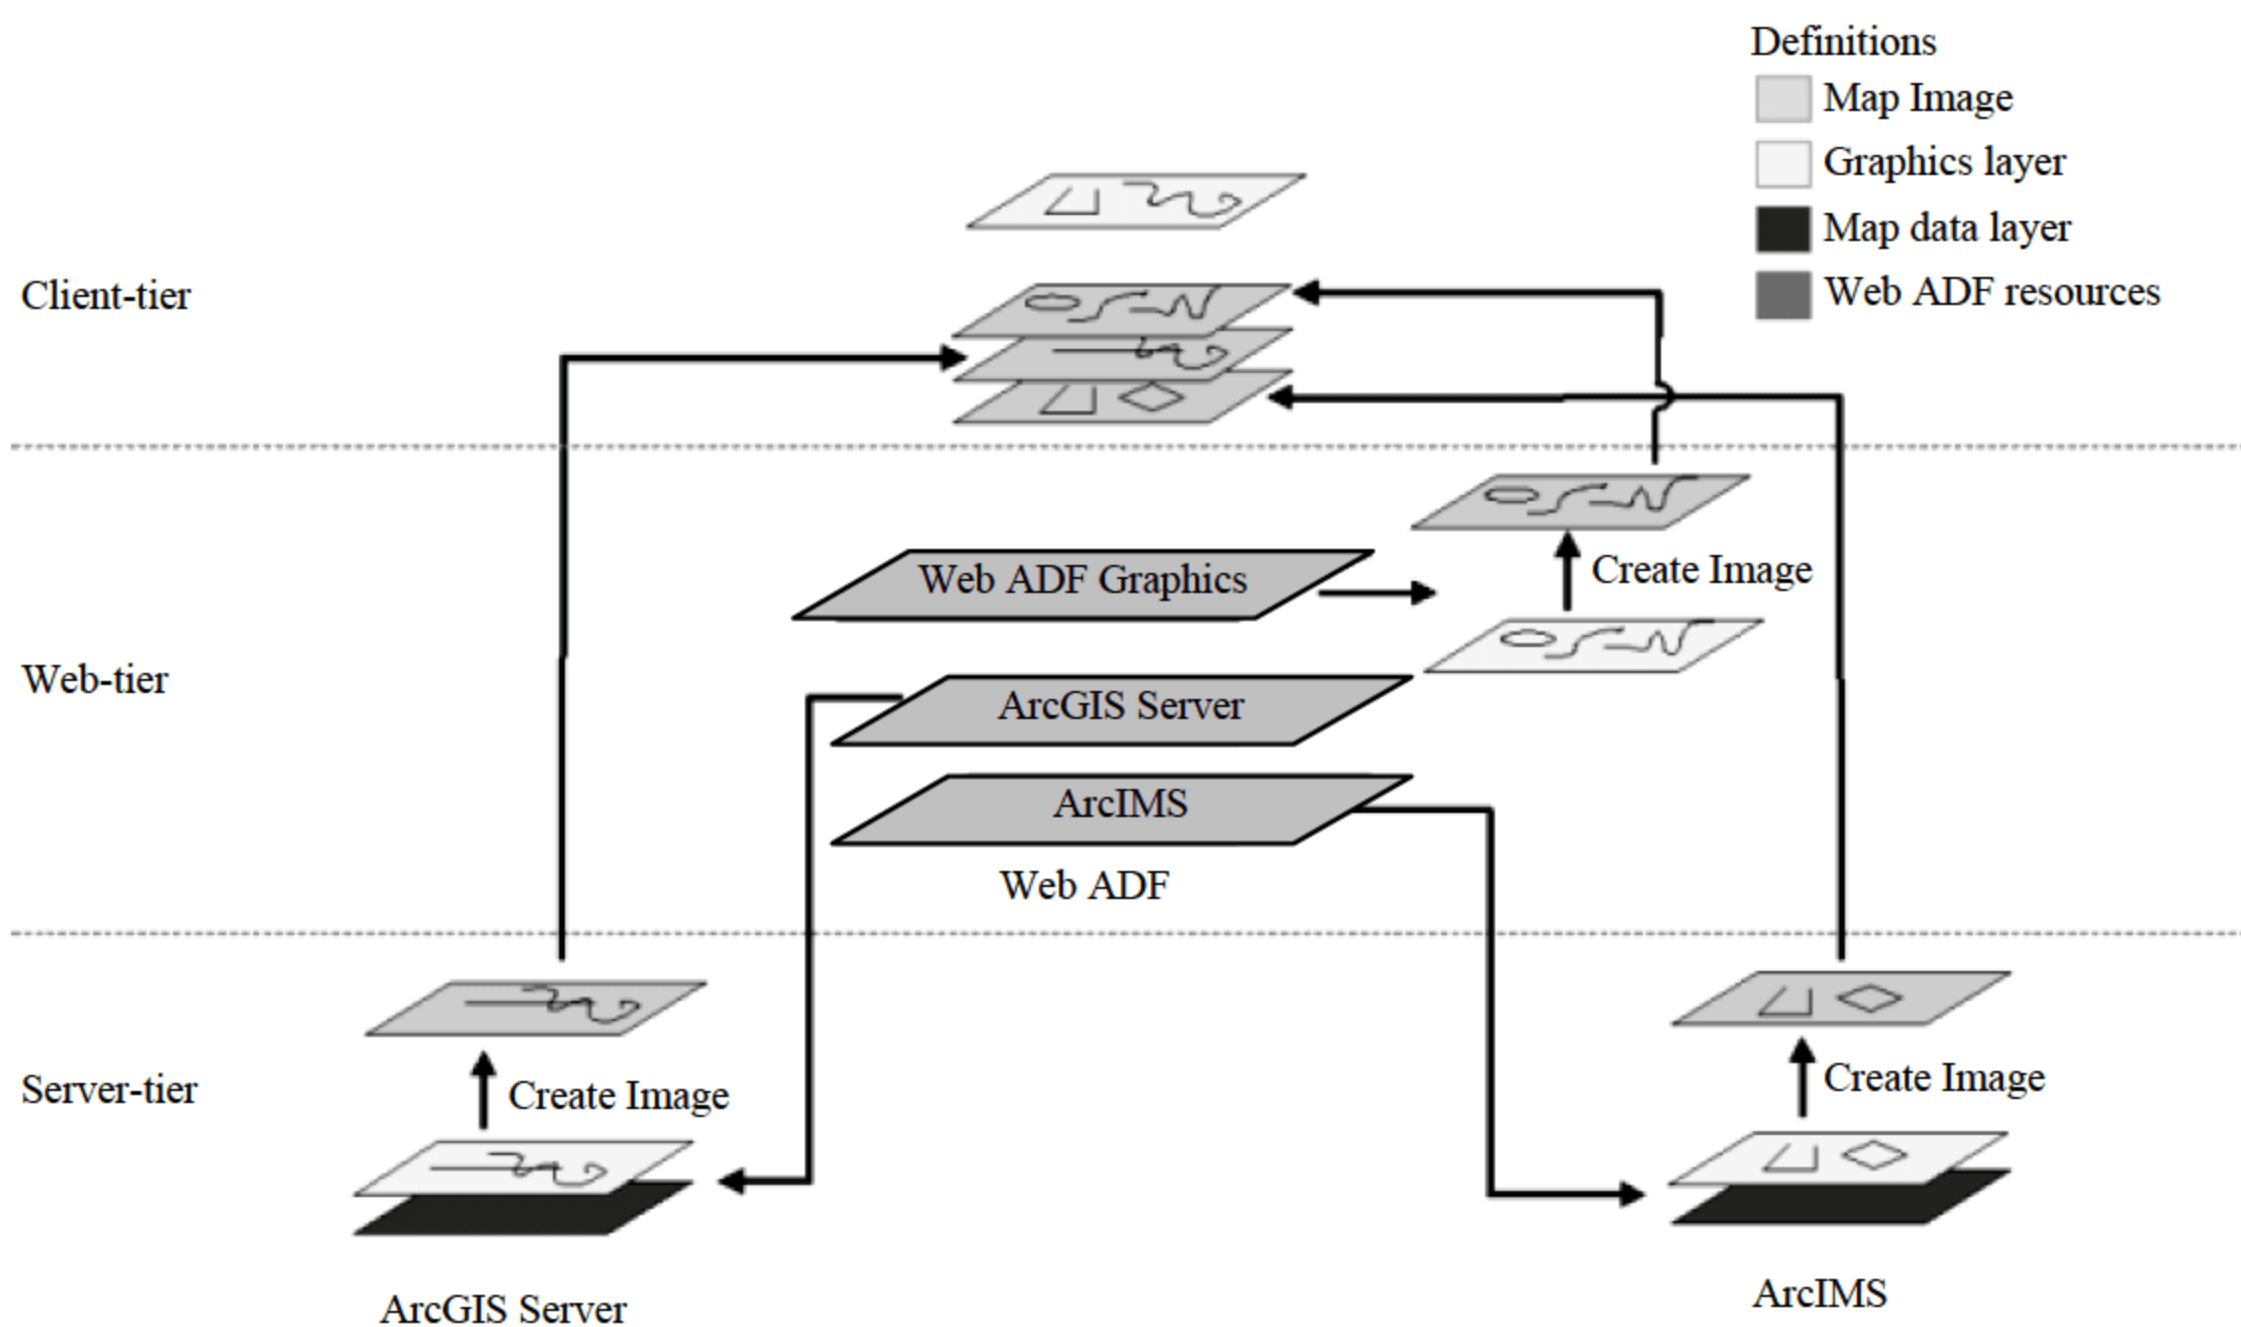 Definitions
Map Image
Graphics layer
Map data layer
Web ADF resources
Client-tier
Create Image
Web ADF Graphics
Web-tier
ArcGIS Server
ArcIMS
Web ADF
Server-tier
Create Image
Create Image
ArcGIS Server
ArcIMS